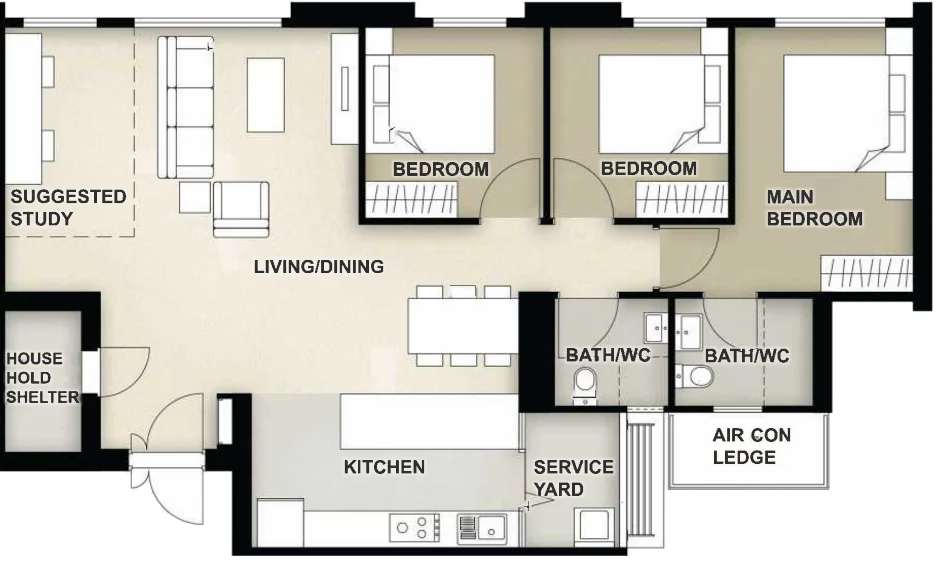 BEDROOM
BEDROOM
SUGGESTED
STUDY
MAIN
BEDROOM
LIVING/DINING
HOUSE
HOLD
SHELTER
BATH/WC
BATH/WC
AIR CON
LEDGE
KITCHEN
SERVICE
YARD